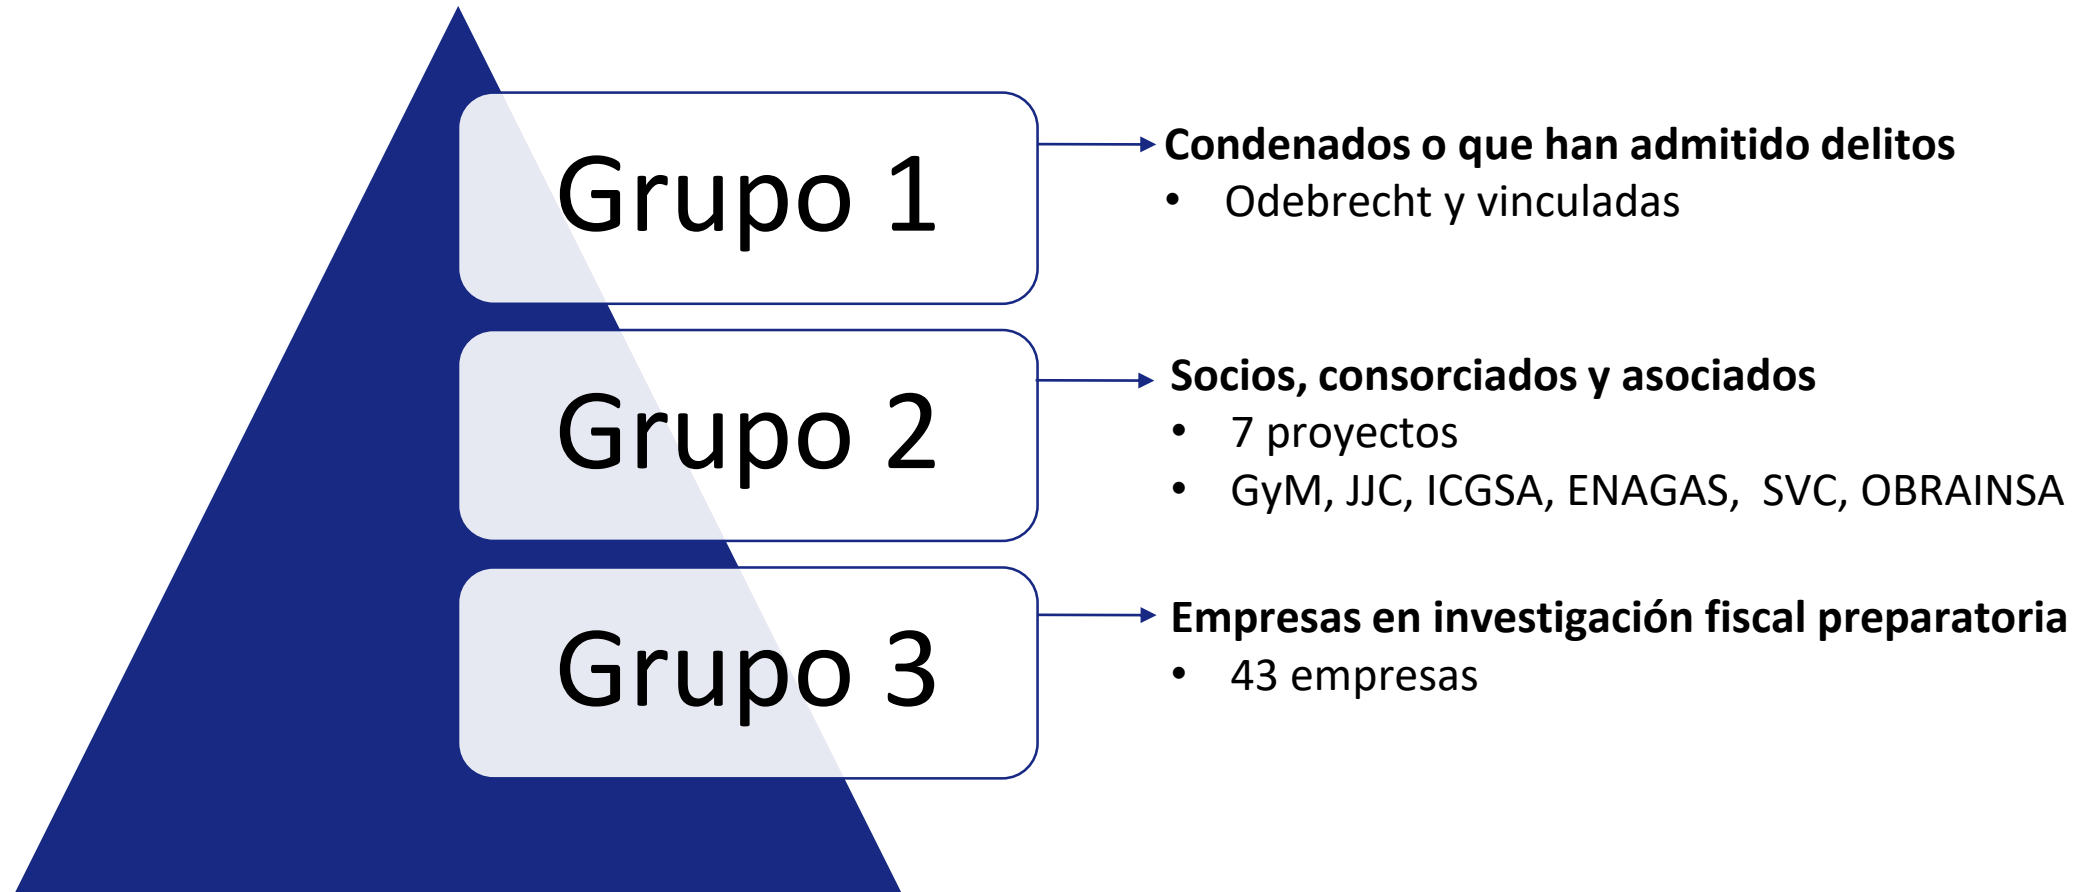 Grupo 1
Condenados o que han admitido delitos
• Odebrecht y vinculadas
Grupo 2
Socios, consorciados y asociados
• 7 proyectos
• GyM, JJC, ICGSA, ENAGAS, SVC, OBRAINSA
Grupo 3
Empresas en investigación fiscal preparatoria
• 43 empresas